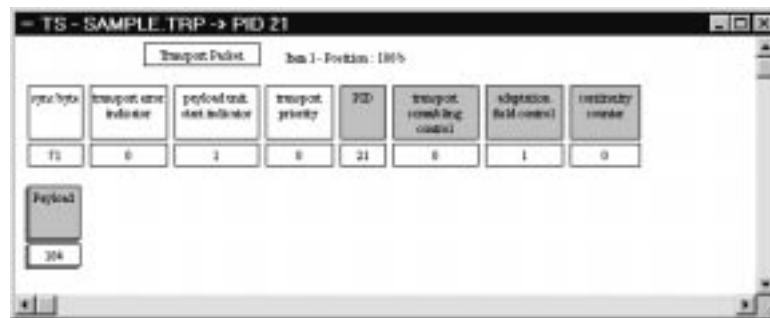 TS - SAMPLE.TRP -> PID 21
Transport Packet Item 1 - Position : 186%
sync byte transport error indicator payload unit start indicator transport priority PID transport scrambling control adaptation field control continuity counter
71 0 1 0 21 0 1 0
Payload
184